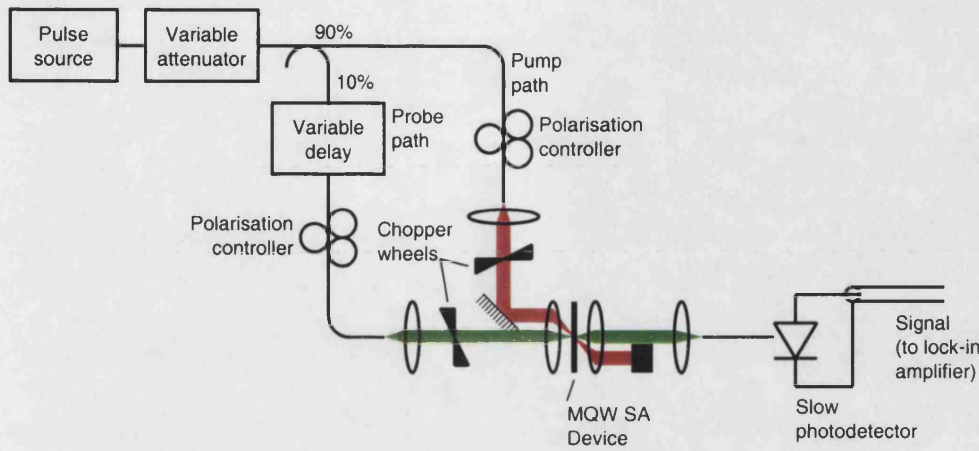 Pulse
source
Variable
attenuator
90%
10%
Pump
path
Variable
delay
Probe
path
Polarisation
controller
Polarisation
controller
Chopper
wheels
MQW SA
Device
Signal
(to lock-in
amplifier)
Slow
photodetector